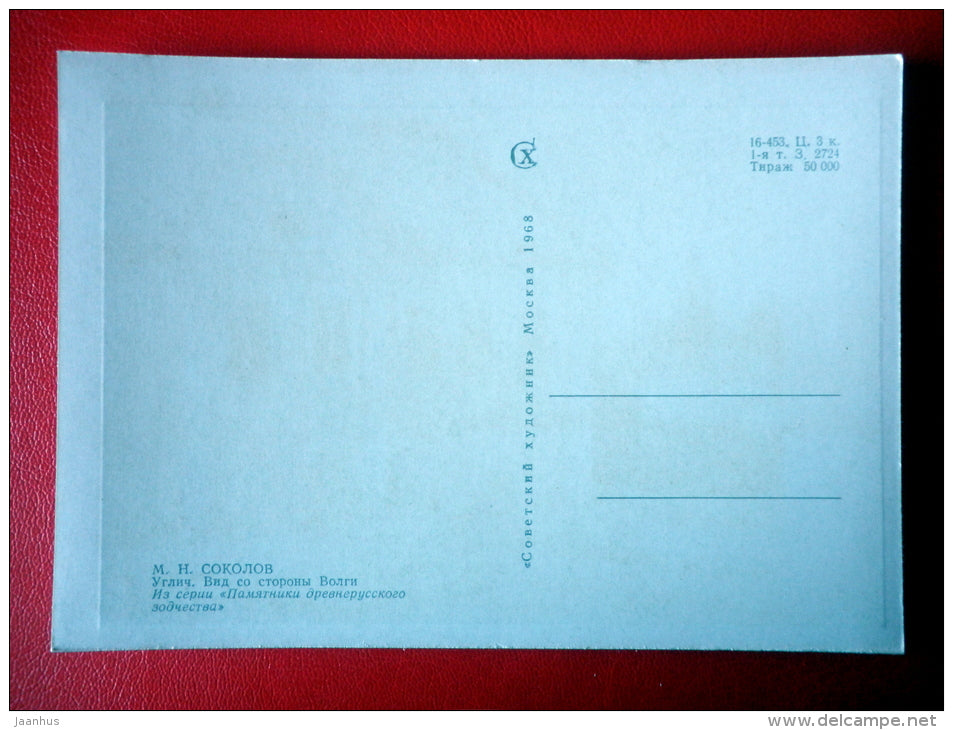 СХ
16-453. Ц. 3 к.
1-я т. З. 2724
Тираж 50 000
«Советский художник» Москва 1968
М. Н. СОКОЛОВ
Углич. Вид со стороны Волги
Из серии «Памятники древнерусского
зодчества»
jaanhus
www.delcampe.net